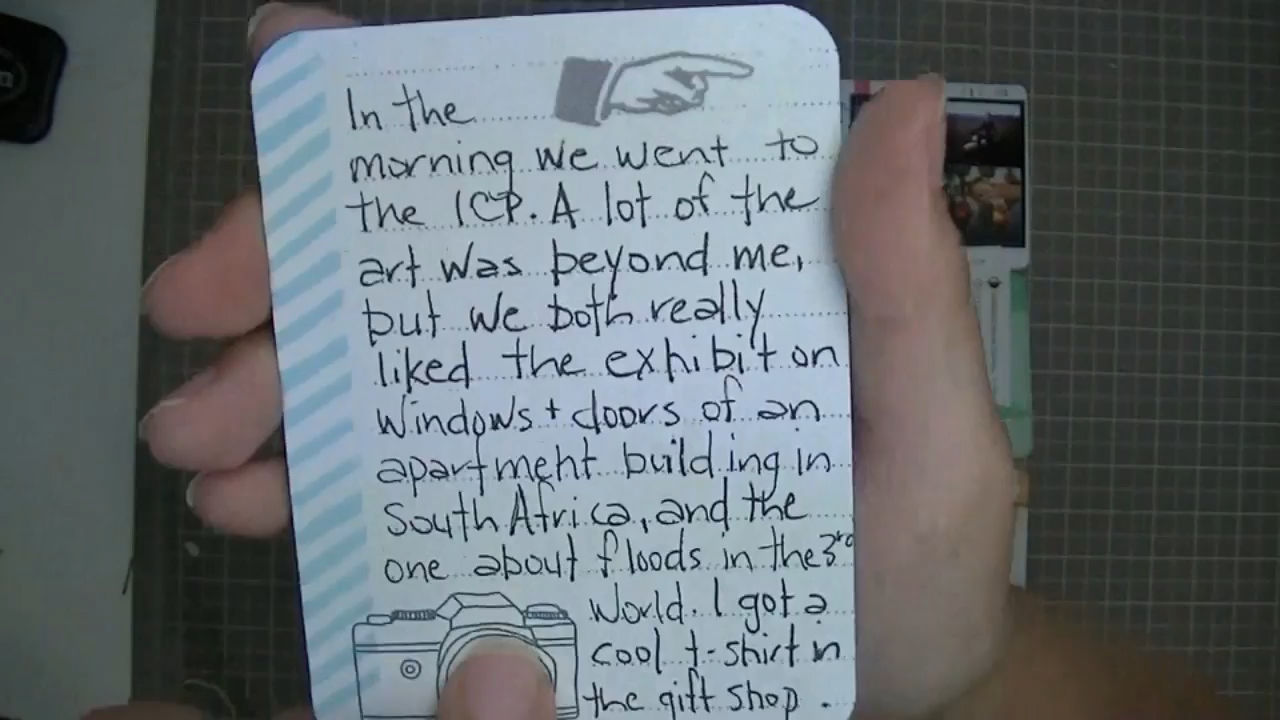 In the
morning we went to
the ICP. A lot of the
art was beyond me,
but we both really
liked the exhibit on
Windows + doors of an
apartment building in
South Africa, and the
one about floods in the 3rd
World. I got a
cool t-shirt in
the gift shop.